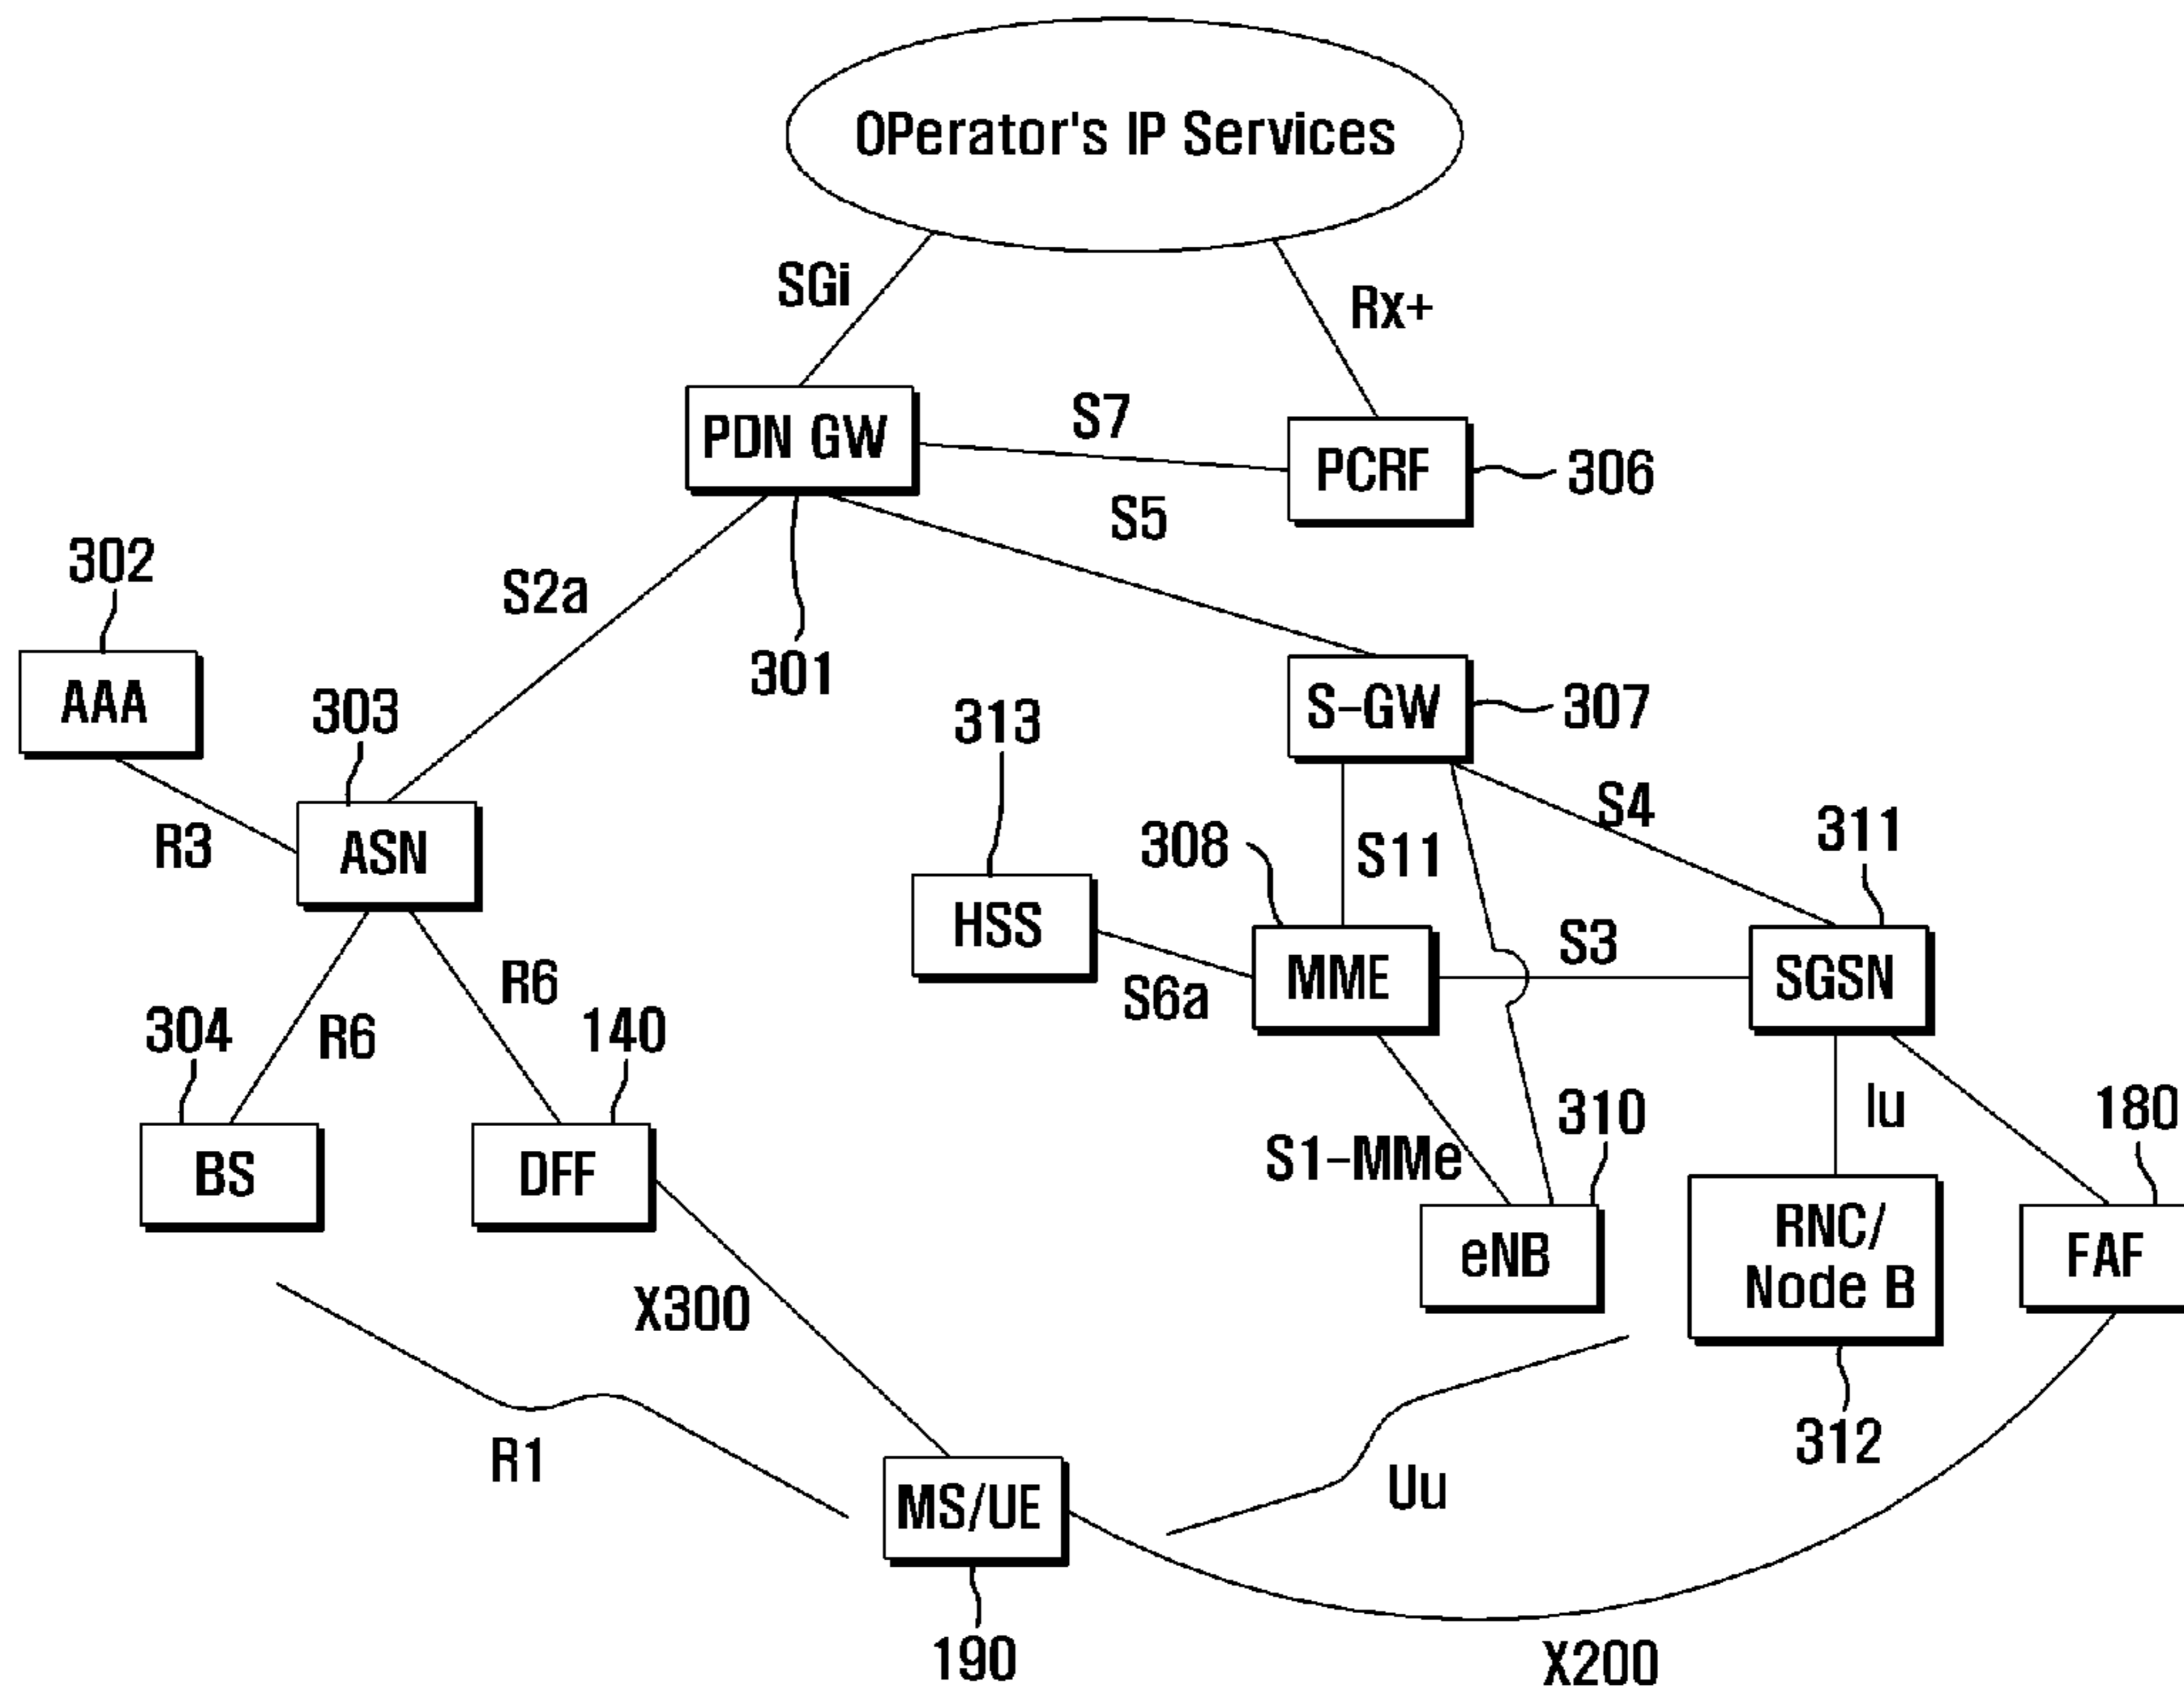 OPerator's IP Services
SGi
Rx+
PDN GW
S7
PCRF
306
S5
302
S2a
301
AAA
303
313
S-GW
307
R3
ASN
308
S11
S4
311
HSS
S6a
MME
S3
SGSN
304
R6
R6
140
BS
DFF
S1-MMe
310
Iu
180
eNB
RNC/
Node B
FAF
X300
312
R1
MS/UE
Uu
190
X200